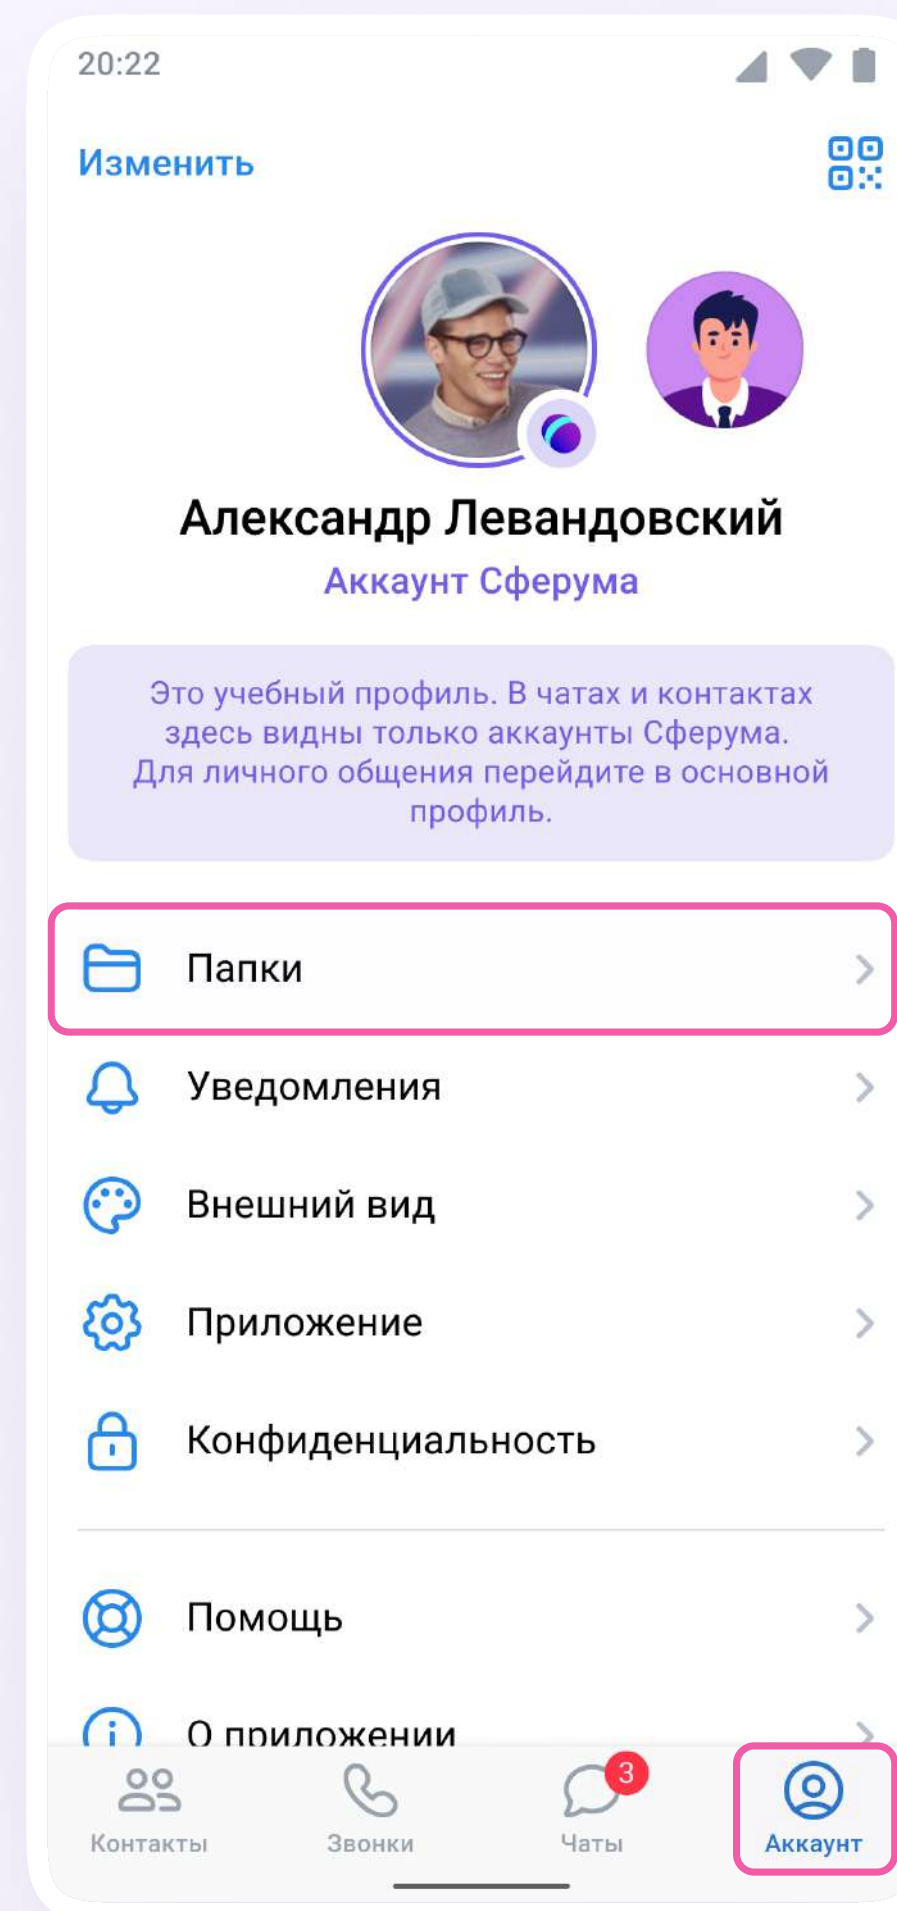 20:22
Изменить
Александр Левандовский
Аккаунт Сферума
Это учебный профиль. В чатах и контактах
здесь видны только аккаунты Сферума.
Для личного общения перейдите в основной
профиль.
Папки
Уведомления
Внешний вид
Приложение
Конфиденциальность
Помощь
О приложении
3
Контакты
Звонки
Чаты
Аккаунт